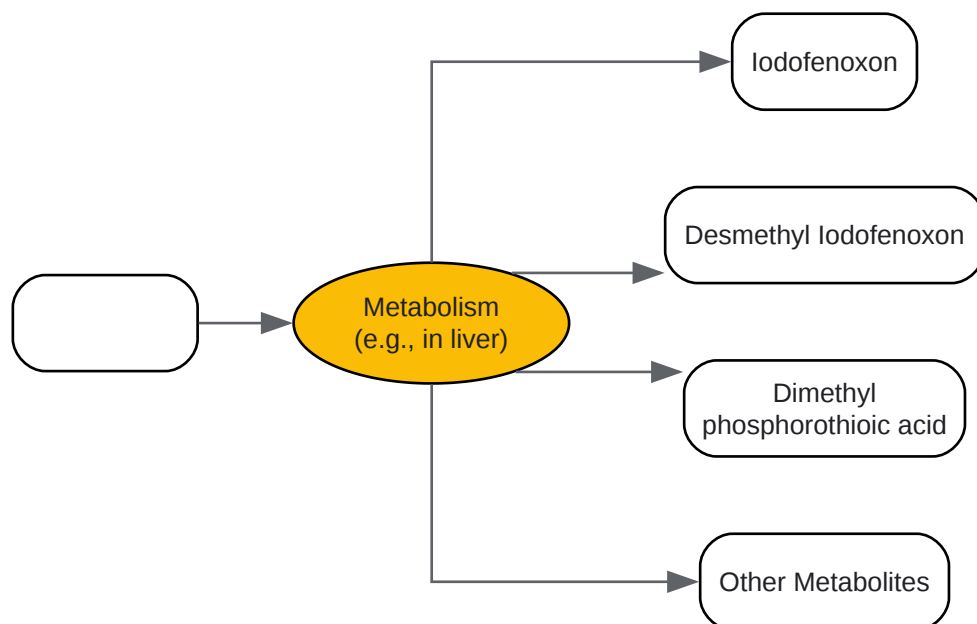 Iodofenoxon
Desmethyl Iodofenoxon
Metabolism
(e.g., in liver)
Dimethyl
phosphorothioic acid
Other Metabolites